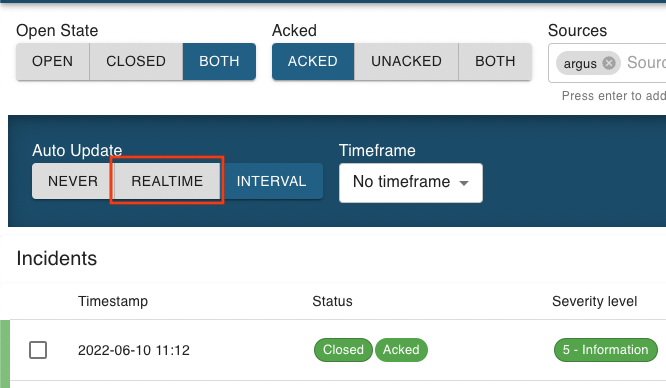 Open State
Acked
Sources
OPEN CLOSED BOTH
ACKED UNACKED BOTH
argus Sourc
Press enter to add
Auto Update
Timeframe
NEVER REALTIME INTERVAL
No timeframe
Incidents
Timestamp Status Severity level
2022-06-10 11:12 Closed Acked 5 - Information